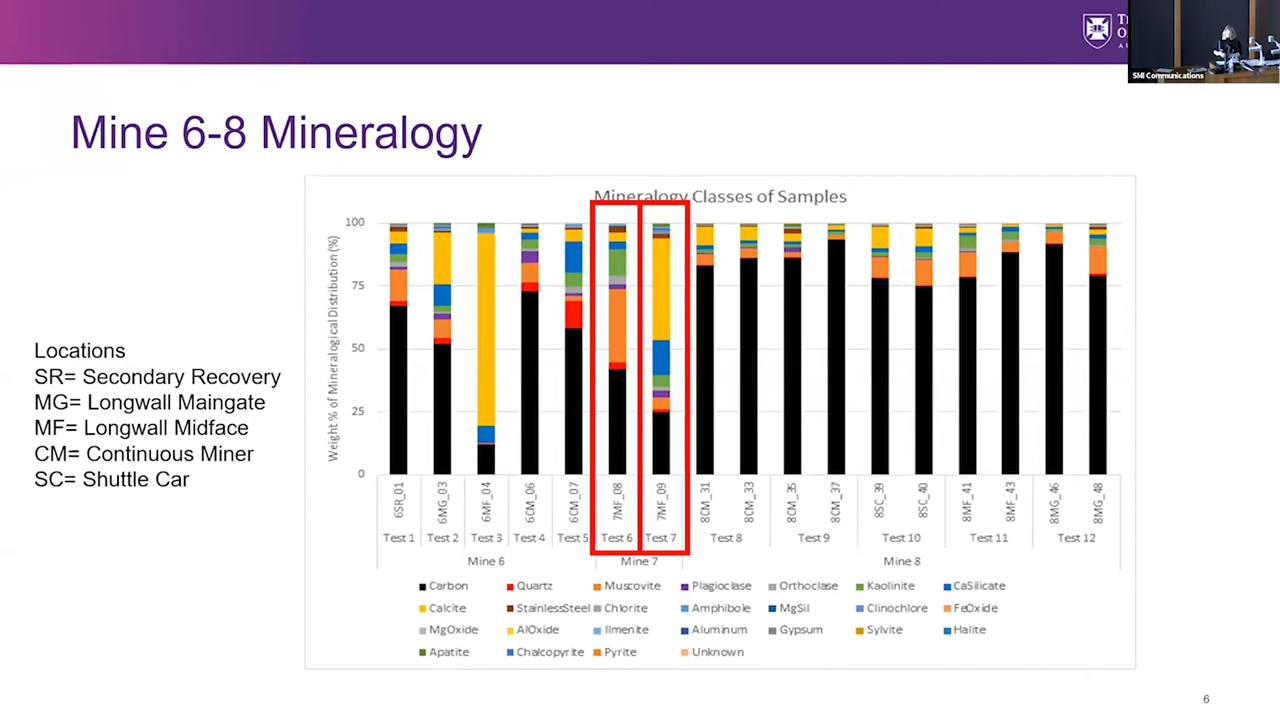 SMI Communications
Mine 6-8 Mineralogy
Mineralogy Classes of Samples
Weight % of Mineralogical Distribution (%)
100
75
50
25
0
Locations
SR= Secondary Recovery
MG= Longwall Maingate
MF= Longwall Midface
CM= Continuous Miner
SC= Shuttle Car
6SR_01 6MG_03 6MF_04 6CM_06 6CM_07 7MF_08 7MF_09 8CM_31 8CM_33 8CM_35 8CM_37 8SC_39 8SC_40 8MF_41 8MF_43 8MG_46 8MG_48
Test 1 Test 2 Test 3 Test 4 Test 5 Test 6 Test 7 Test 8 Test 9 Test 10 Test 11 Test 12
Mine 6 Mine 7 Mine 8
Carbon Quartz Muscovite Plagioclase Orthoclase Kaolinite CaSilicate
Calcite StainlessSteel Chlorite Amphibole MgSil Clinochlore FeOxide
MgOxide AlOxide Ilmenite Aluminum Gypsum Sylvite Halite
Apatite Chalcopyrite Pyrite Unknown
6